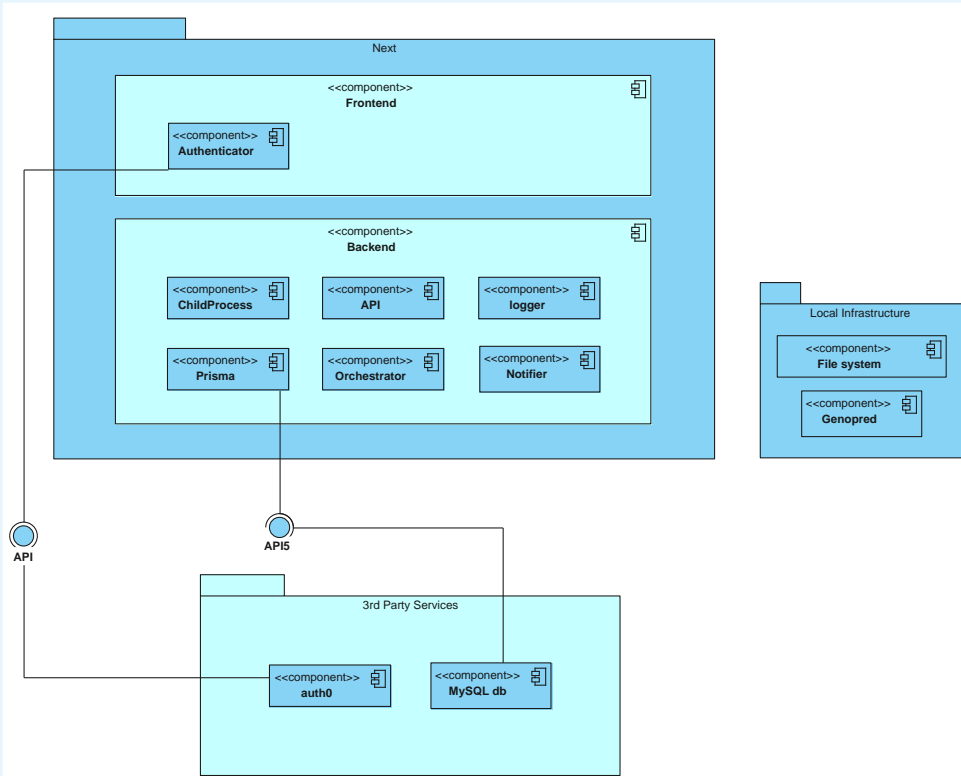 Next
<<component>>
Frontend
<<component>>
Authenticator
<<component>>
Backend
<<component>>
ChildProcess
<<component>>
API
<<component>>
logger
<<component>>
Prisma
<<component>>
Orchestrator
<<component>>
Notifier
Local Infrastructure
<<component>>
File system
<<component>>
Genopred
API
API5
3rd Party Services
<<component>>
auth0
<<component>>
MySQL db